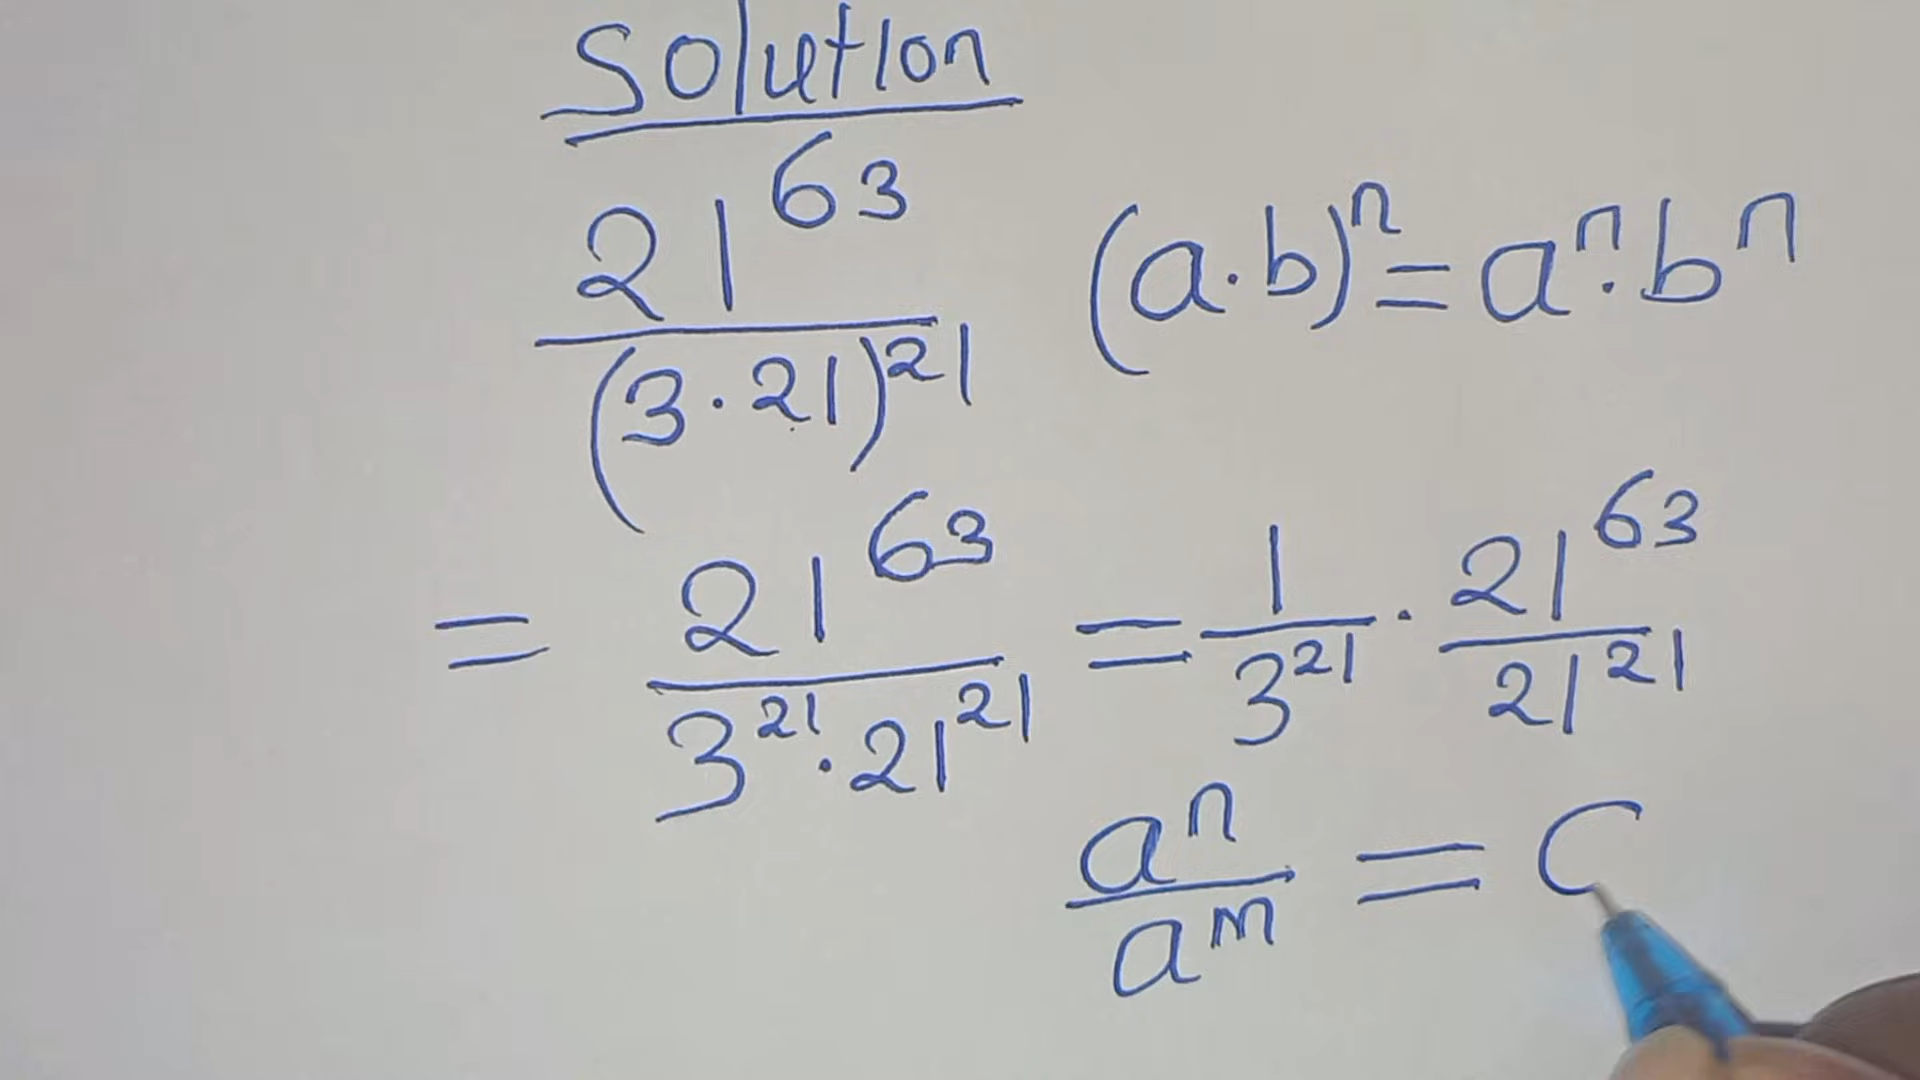 Solution
21^63 / (3·21)^21    (a·b)^n = a^n·b^n
= 21^63 / 3^21·21^21 = 1/3^21 · 21^63/21^21
a^n / a^m = C